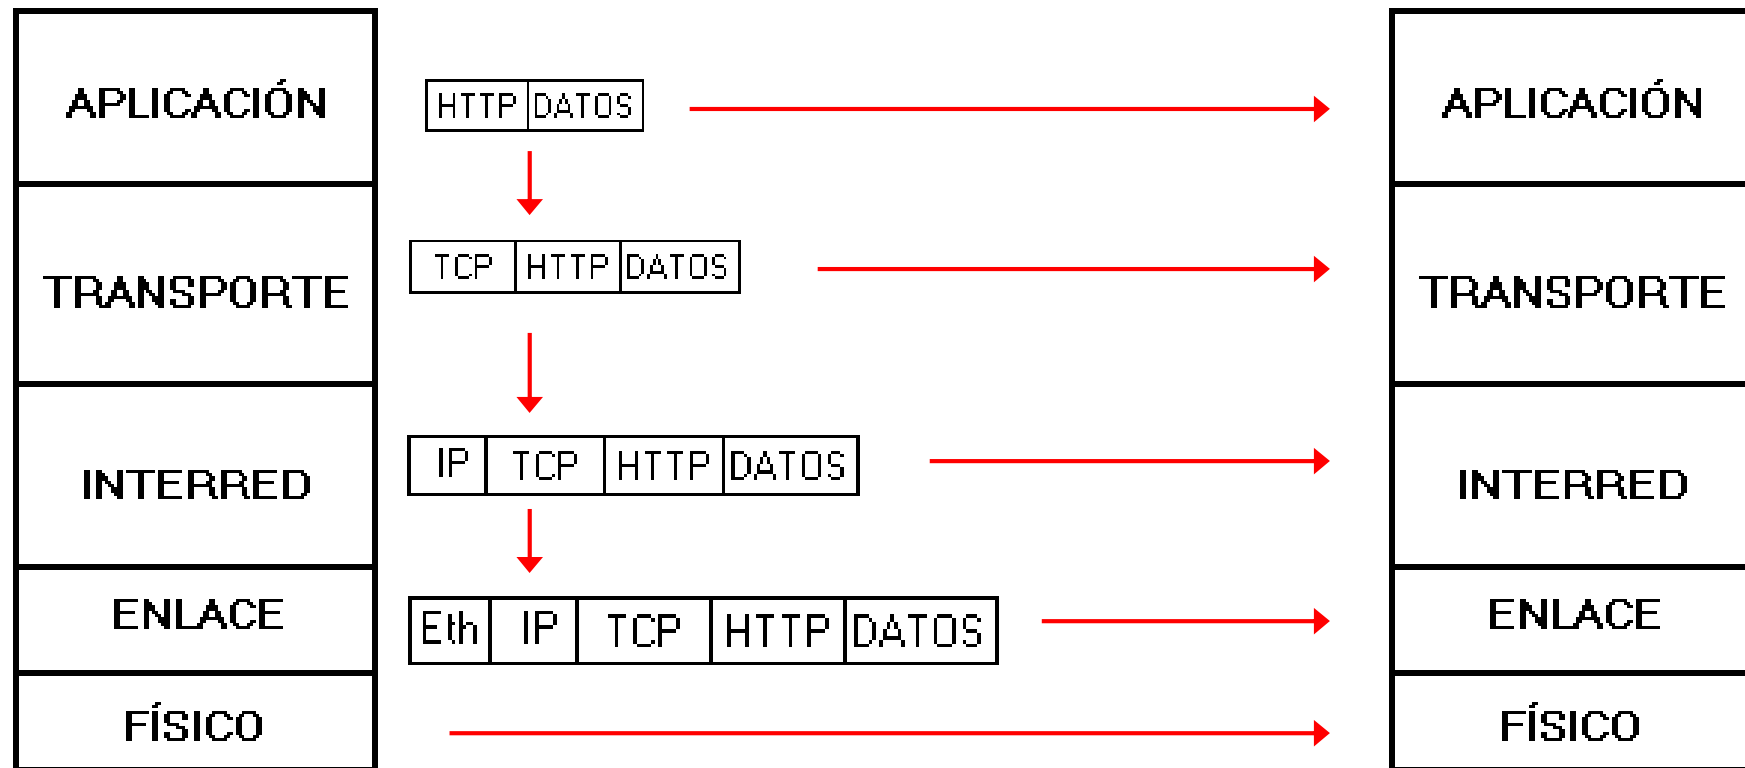 APLICACIÓN HTTP DATOS APLICACIÓN
TRANSPORTE TCP HTTP DATOS TRANSPORTE
INTERRED IP TCP HTTP DATOS INTERRED
ENLACE Eth IP TCP HTTP DATOS ENLACE
FÍSICO FÍSICO